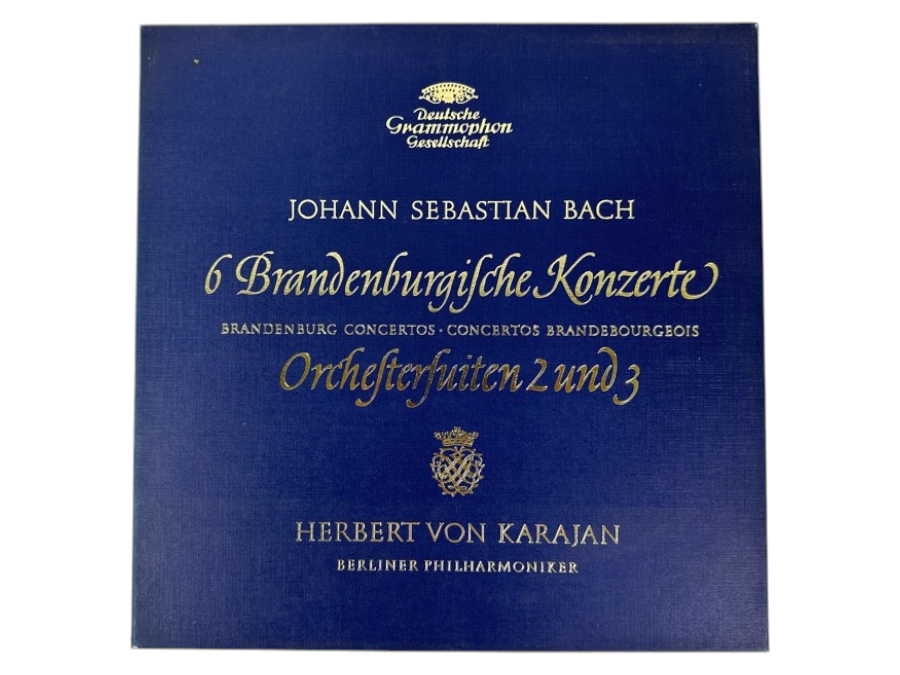 Deutsche
Grammophon
Gesellschaft
JOHANN SEBASTIAN BACH
6 Brandenburgiſche Konzerte
BRANDENBURG CONCERTOS · CONCERTOS BRANDEBOURGEOIS
Orcheſterſuiten 2 und 3
HERBERT VON KARAJAN
BERLINER PHILHARMONIKER